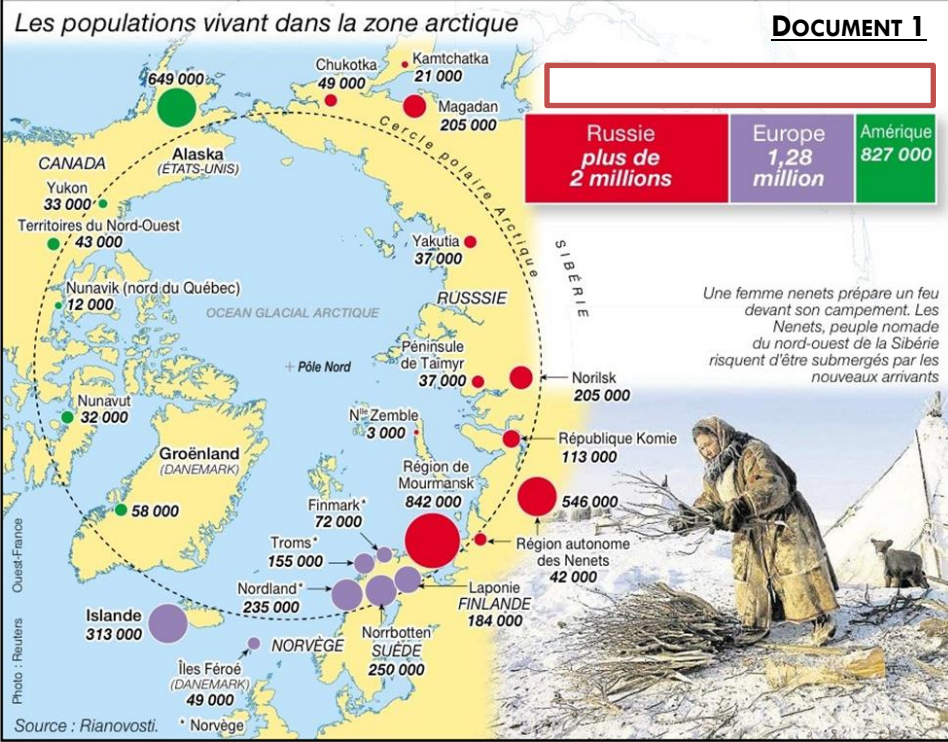 Les populations vivant dans la zone arctique
DOCUMENT 1
649 000
Chukotka
49 000
Kamtchatka
21 000
Magadan
205 000
Russie
plus de
2 millions
Europe
1,28
million
Amérique
827 000
Cercle polaire Arctique
CANADA
Alaska
(ÉTATS-UNIS)
Yukon
33 000
Territoires du Nord-Ouest
43 000
Yakutia
37 000
SIBÉRIE
Nunavik (nord du Québec)
12 000
RUSSSIE
OCEAN GLACIAL ARCTIQUE
Une femme nenets prépare un feu
devant son campement. Les
Nenets, peuple nomade
du nord-ouest de la Sibérie
risquent d'être submergés par les
nouveaux arrivants
Pôle Nord
Péninsule
de Taimyr
37 000
Norilsk
205 000
Nunavut
32 000
Nlle Zemble
3 000
République Komie
113 000
Groënland
(DANEMARK)
58 000
Région de
Mourmansk
842 000
546 000
Finmark*
72 000
Troms*
155 000
Région autonome
des Nenets
42 000
Nordland*
235 000
Laponie
FINLANDE
184 000
Islande
313 000
NORVÈGE
Norrbotten
SUÈDE
250 000
Îles Féroé
(DANEMARK)
49 000
* Norvège
Source : Rianovosti.
Photo : Reuters
Ouest-France